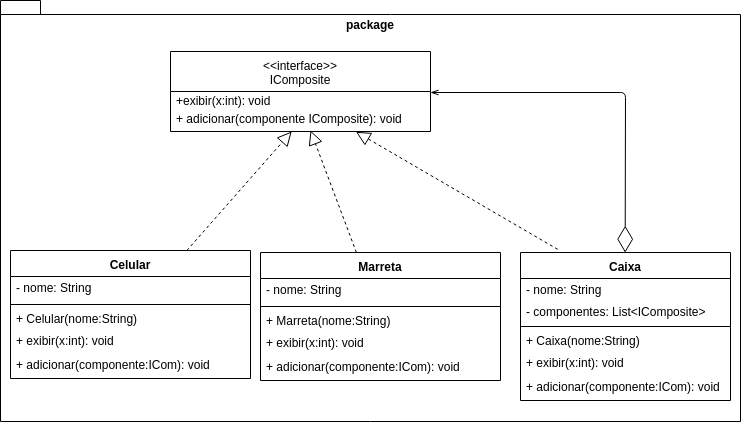 package
<<interface>>
IComposite
+exibir(x:int): void
+ adicionar(componente IComposite): void
Celular
- nome: String
+ Celular(nome:String)
+ exibir(x:int): void
+ adicionar(componente:ICom): void
Marreta
- nome: String
+ Marreta(nome:String)
+ exibir(x:int): void
+ adicionar(componente:ICom): void
Caixa
- nome: String
- componentes: List<IComposite>
+ Caixa(nome:String)
+ exibir(x:int): void
+ adicionar(componente:ICom): void